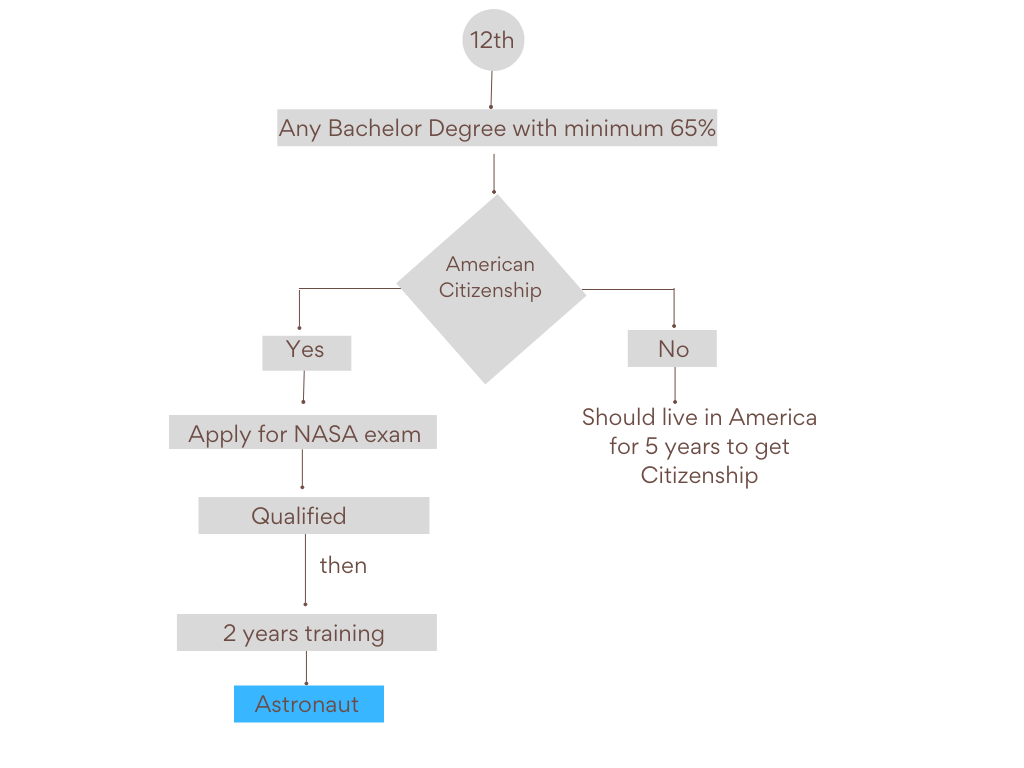 12th
Any Bachelor Degree with minimum 65%
American
Citizenship
Yes
No
Apply for NASA exam
Should live in America
for 5 years to get
Citizenship
Qualified
then
2 years training
Astronaut